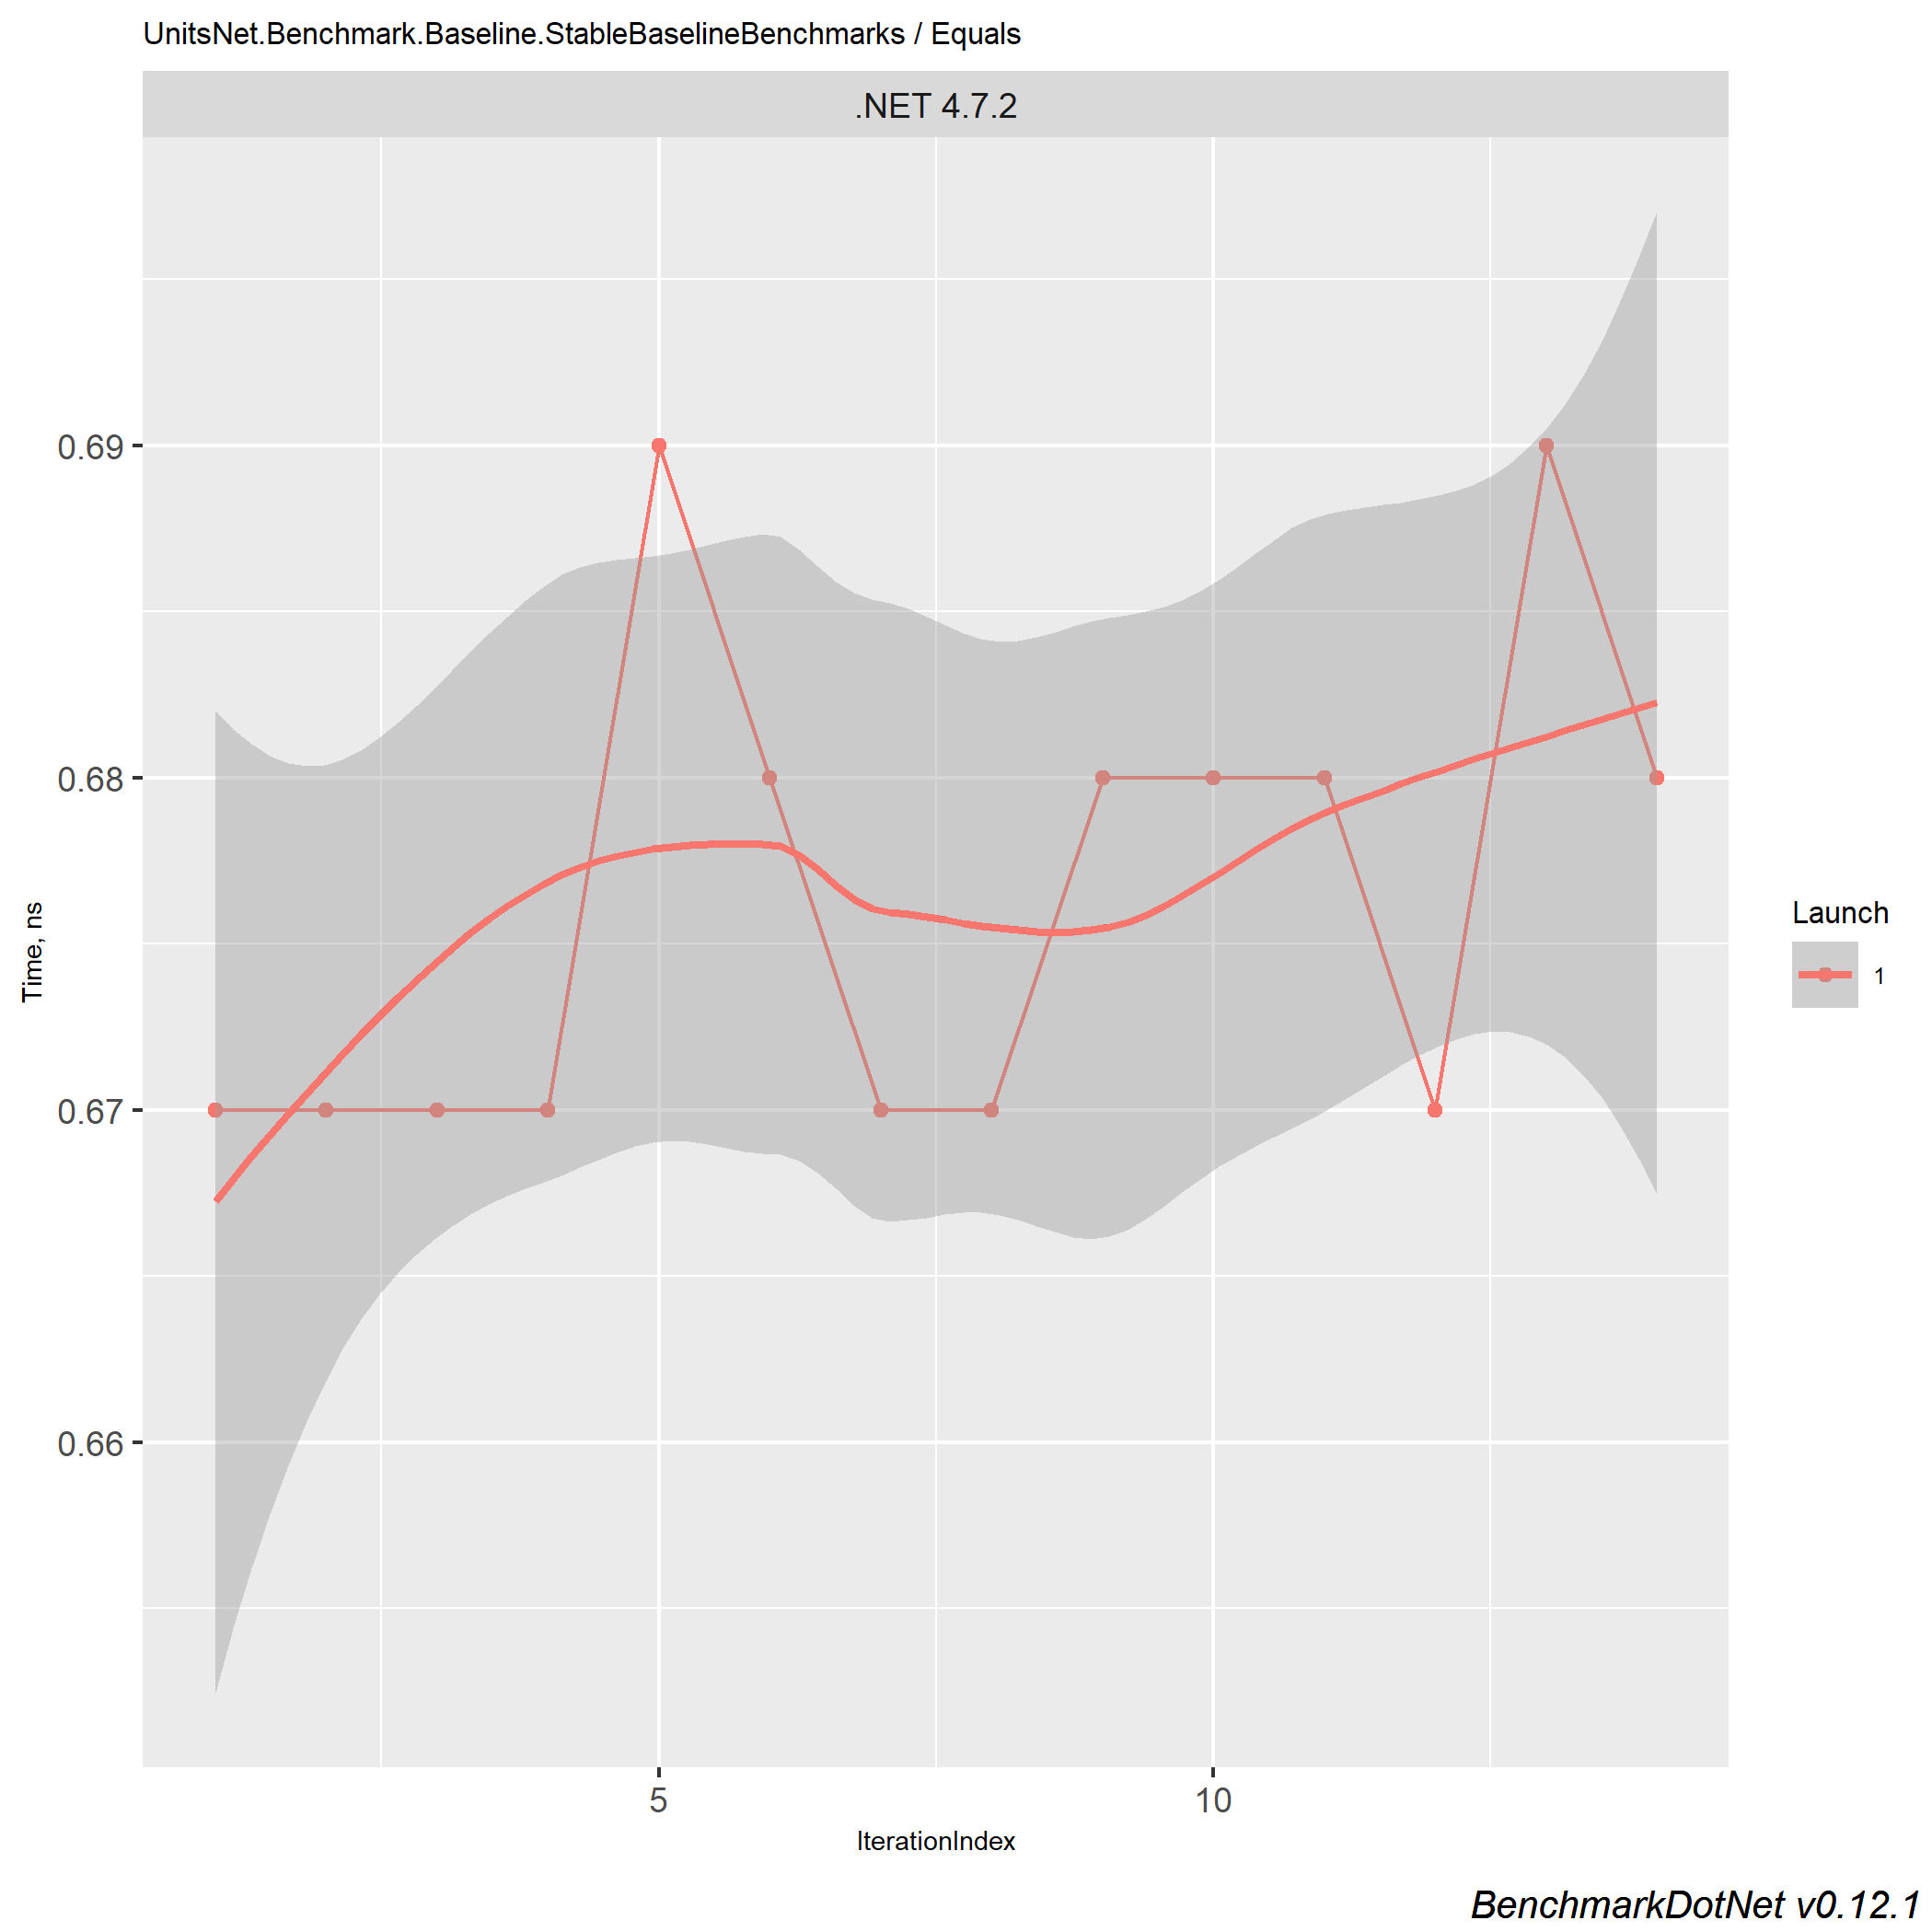 UnitsNet.Benchmark.Baseline.StableBaselineBenchmarks / Equals
.NET 4.7.2
0.69
0.68
0.67
0.66
Time, ns
5
10
IterationIndex
Launch
1
BenchmarkDotNet v0.12.1